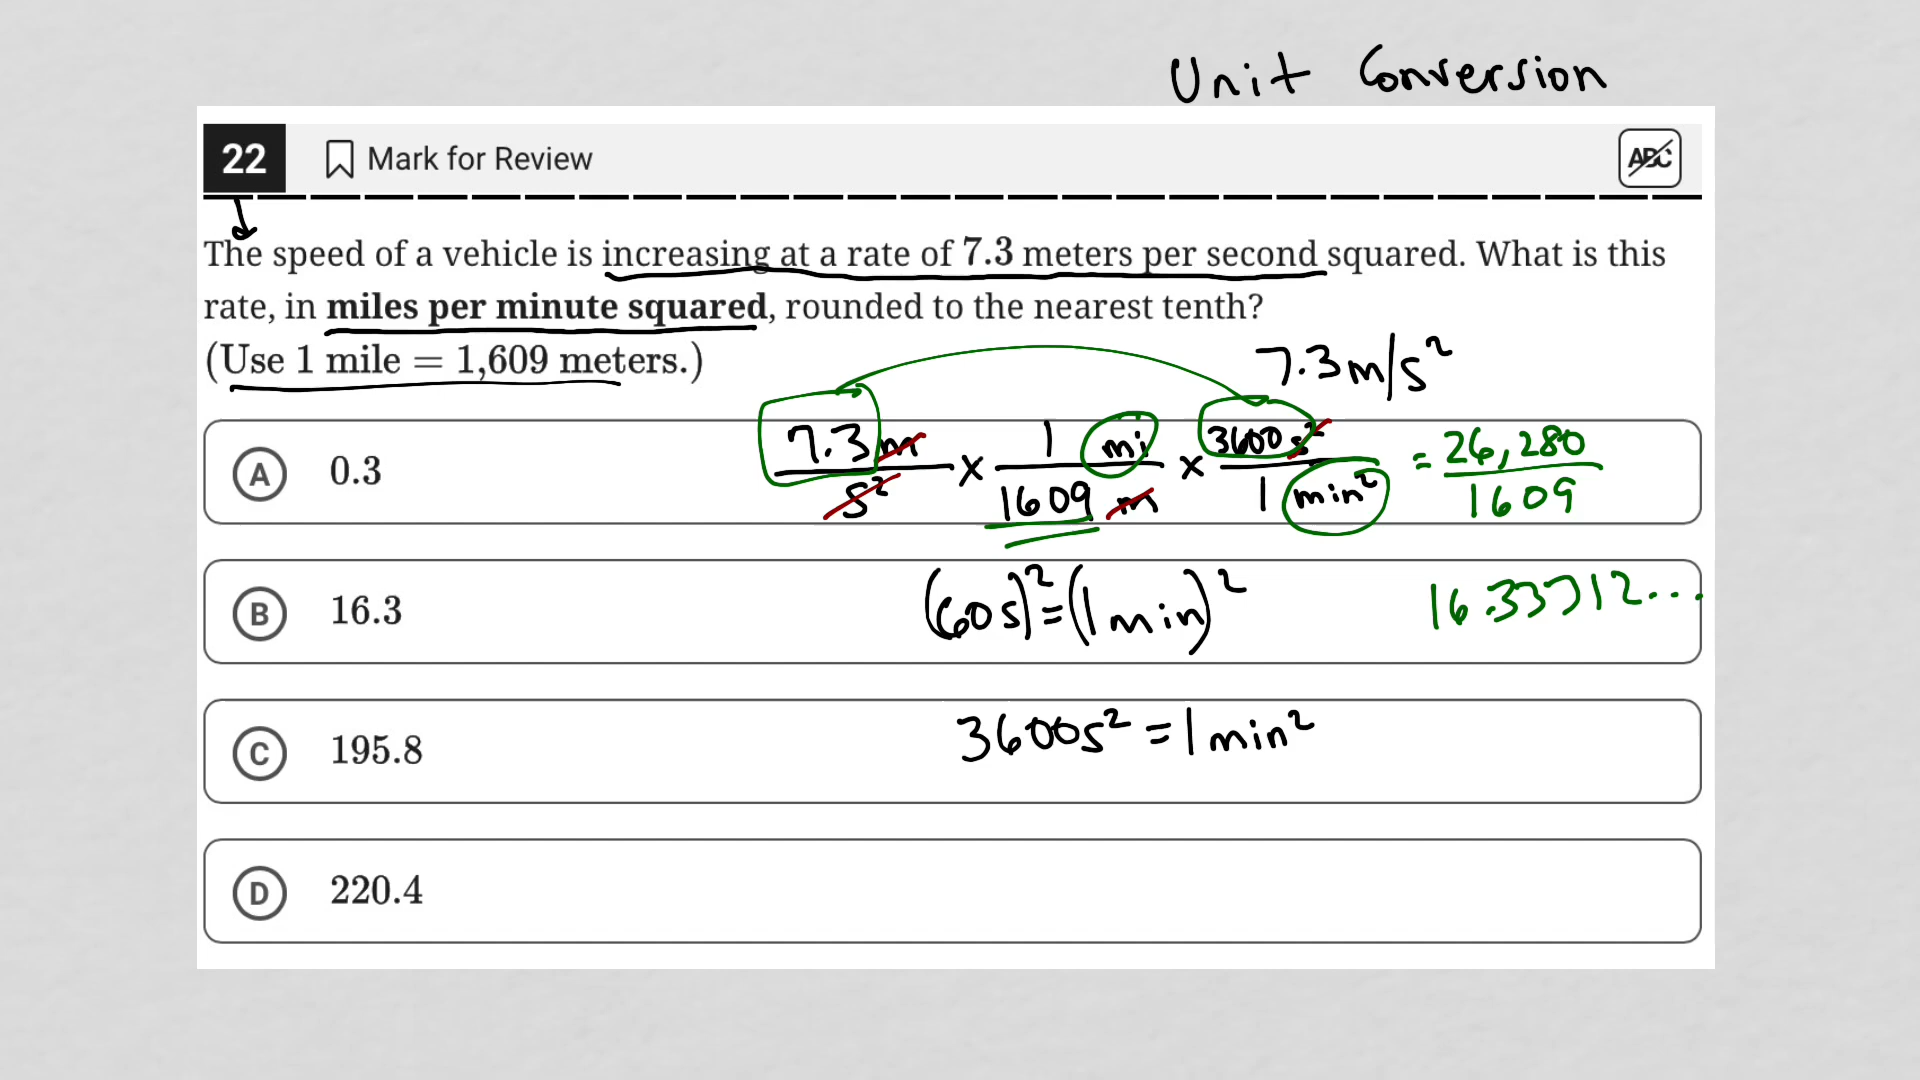 Unit Conversion
22 Mark for Review ABC
The speed of a vehicle is increasing at a rate of 7.3 meters per second squared. What is this
rate, in miles per minute squared, rounded to the nearest tenth?
(Use 1 mile = 1,609 meters.)
7.3 m/s²
A 0.3
7.3 m / s² × 1 mi / 1609 m × 3600 s² / 1 min² = 26,280 / 1609
B 16.3
(60s)² = (1 min)²
16.33312...
C 195.8
3600s² = 1 min²
D 220.4